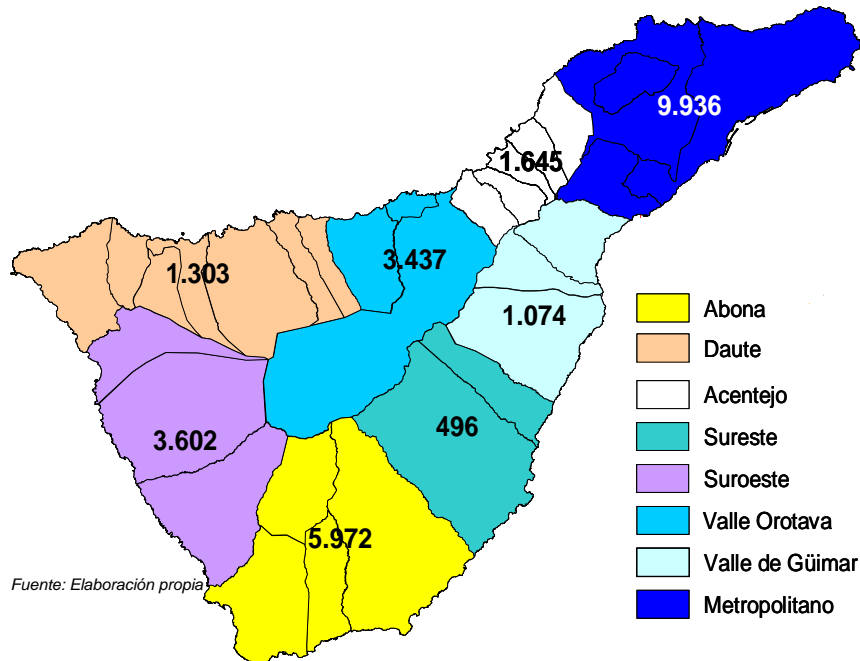 9.936
1.645
3.437
1.303
1.074
496
3.602
5.972
Abona
Daute
Acentejo
Sureste
Suroeste
Valle Orotava
Valle de Güimar
Metropolitano
Fuente: Elaboración propia